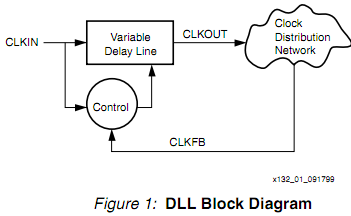 CLKIN
Variable
Delay Line
CLKOUT
Clock
Distribution
Network
Control
CLKFB
x132_01_091799
Figure 1: DLL Block Diagram